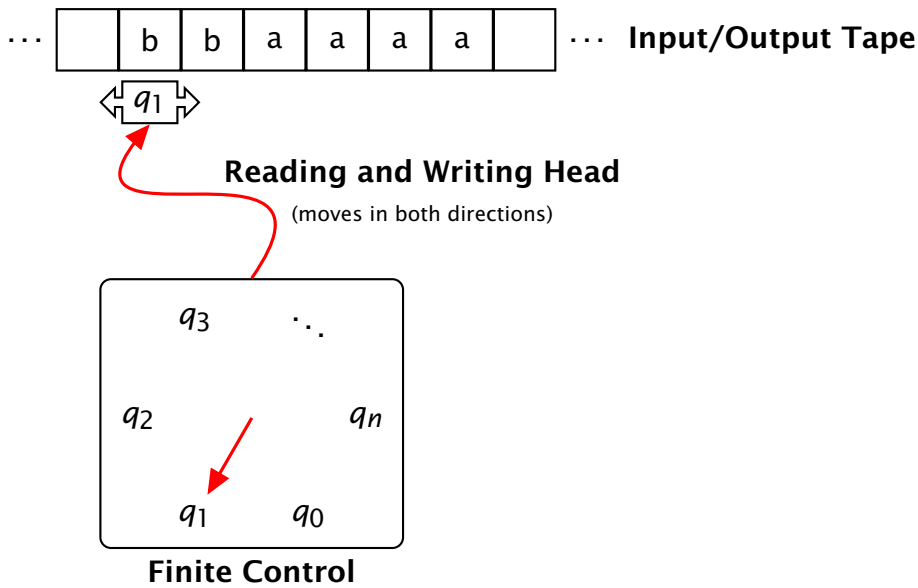 ... b b a a a a ... Input/Output Tape
q1
Reading and Writing Head
(moves in both directions)
q3 ⋱
q2 qn
q1 q0
Finite Control